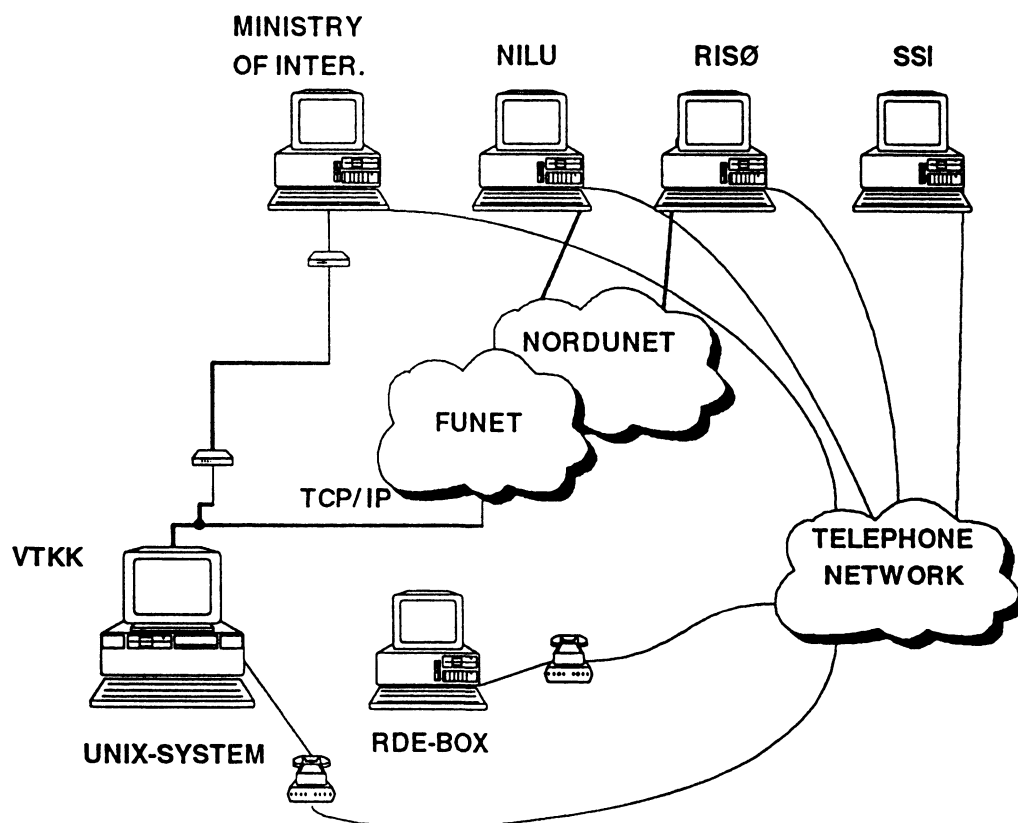 MINISTRY
OF INTER.
NILU
RISØ
SSI
NORDUNET
FUNET
TCP/IP
VTKK
TELEPHONE
NETWORK
UNIX-SYSTEM
RDE-BOX